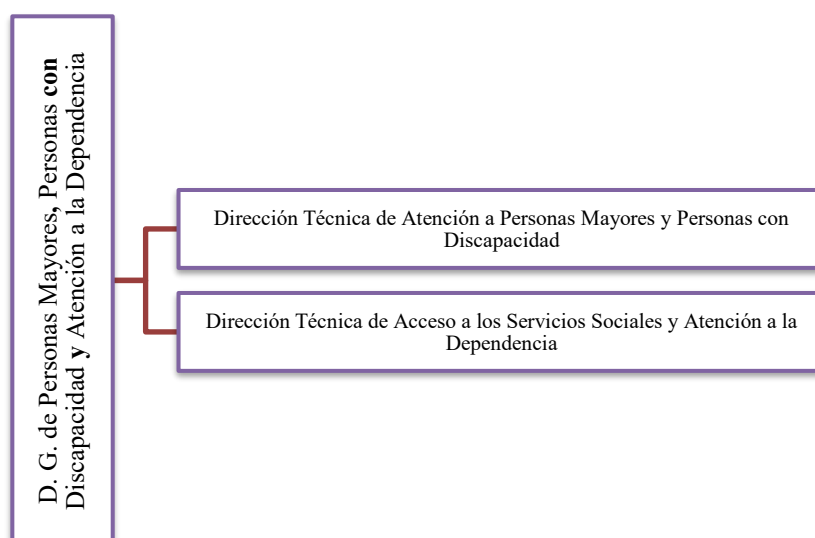 D. G. de Personas Mayores, Personas con
Discapacidad y Atención a la Dependencia
Dirección Técnica de Atención a Personas Mayores y Personas con
Discapacidad
Dirección Técnica de Acceso a los Servicios Sociales y Atención a la
Dependencia